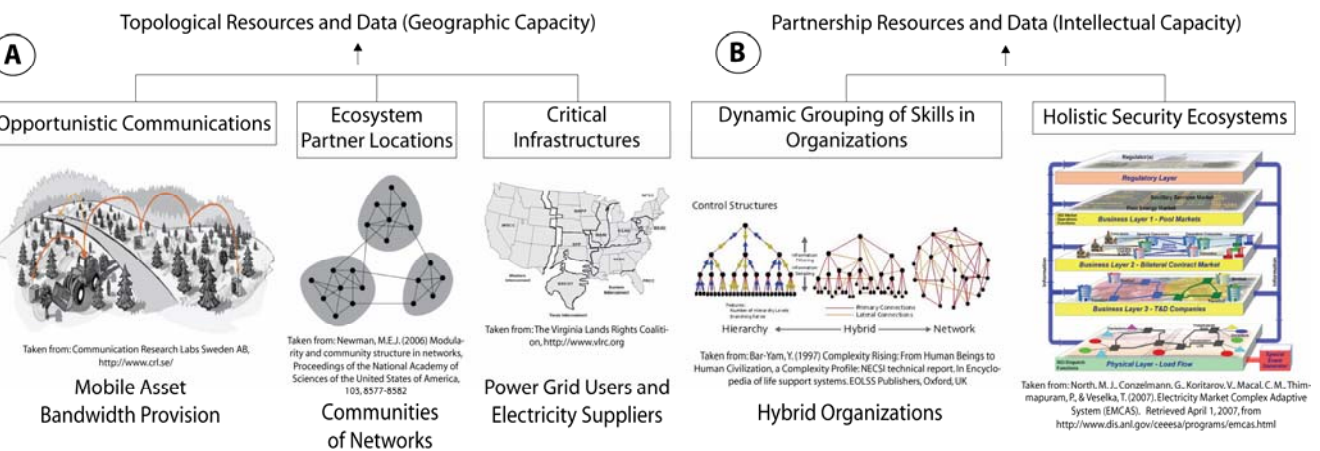 Topological Resources and Data (Geographic Capacity)
A
Opportunistic Communications
Ecosystem
Partner Locations
Critical
Infrastructures
Taken from: Communication Research Labs Sweden AB,
http://www.crl.se/
Mobile Asset
Bandwidth Provision
Taken from: Newman, M.E.J. (2006) Modula-
rity and community structure in networks,
Proceedings of the National Academy of
Sciences of the United States of America,
103, 8577-8582
Communities
of Networks
Taken from: The Virginia Lands Rights Coaliti-
on, http://www.vlrc.org
Power Grid Users and
Electricity Suppliers
Partnership Resources and Data (Intellectual Capacity)
B
Dynamic Grouping of Skills in
Organizations
Holistic Security Ecosystems
Control Structures
Primary Connections
Lateral Connections
Hierarchy
Hybrid
Network
Taken from: Bar-Yam, Y. (1997) Complexity Rising: From Human Beings to
Human Civilization, a Complexity Profile: NECSI technical report. In Encyclo-
pedia of life support systems. EOLSS Publishers, Oxford, UK
Hybrid Organizations
Regulator(s)
Regulatory Layer
Business Layer 1 - Pool Markets
Business Layer 2 - Bilateral Contract Market
Business Layer 3 - T&D Companies
Physical Layer - Load Flow
Taken from: North. M. J., Conzelmann. G., Koritarov. V., Macal. C. M., Thim-
mapuram, P., & Veselka, T. (2007). Electricity Market Complex Adaptive
System (EMCAS). Retrieved April 1, 2007, from
http://www.dis.anl.gov/ceeesa/programs/emcas.html